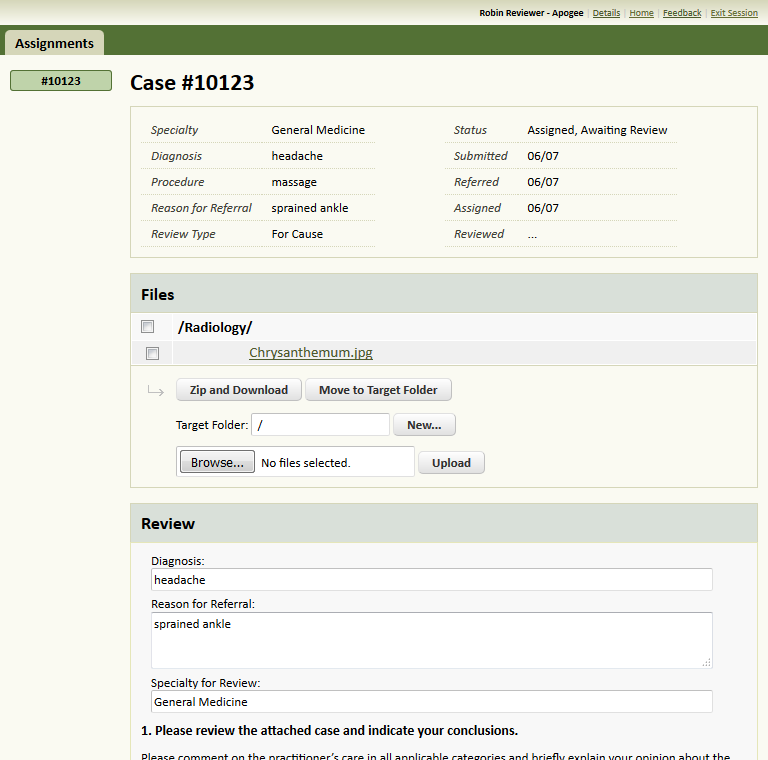 Robin Reviewer - Apogee | Details | Home | Feedback | Exit Session
Assignments
#10123
Case #10123
Specialty General Medicine Status Assigned, Awaiting Review
Diagnosis headache Submitted 06/07
Procedure massage Referred 06/07
Reason for Referral sprained ankle Assigned 06/07
Review Type For Cause Reviewed ...
Files
/Radiology/
Chrysanthemum.jpg
Zip and Download Move to Target Folder
Target Folder: / New...
Browse... No files selected. Upload
Review
Diagnosis:
headache
Reason for Referral:
sprained ankle
Specialty for Review:
General Medicine
1. Please review the attached case and indicate your conclusions.
Please comment on the practitioner's care in all applicable categories and briefly explain your opinion about the